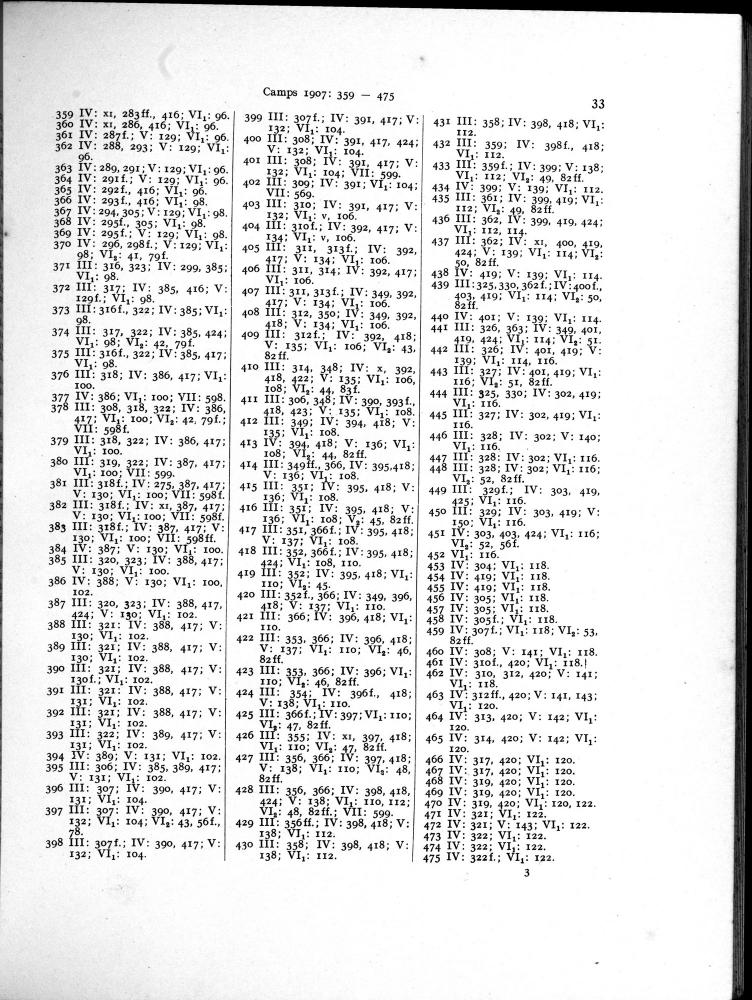 Camps 1907: 359 — 475
33
359 IV: xi, 283ff., 416; VI₁: 96.
360 IV: xi, 286, 416; VI₁: 96.
361 IV: 287f.; V: 129; VI₁: 96.
362 IV: 288, 293; V: 129; VI₁:
96.
363 IV: 289, 291; V: 129; VI₁: 96.
364 IV: 291f.; V: 129; VI₁: 96.
365 IV: 292f., 416; VI₁: 98.
366 IV: 293f., 416; VI₁: 98.
367 IV: 294, 305; V: 129; VI₁: 98.
368 IV: 295f., 305; VI₁: 98.
369 IV: 295f.; V: 129; VI₁: 98.
370 IV: 296, 298f.; V: 129; VI₁:
98; VI₂: 41, 79f.
371 III: 316, 323; IV: 299, 385;
VI₁: 98.
372 III: 317; IV: 385, 416; V:
129f.; VI₁: 98.
373 III: 316f., 322; IV: 385; VI₁:
98.
374 III: 317, 322; IV: 385, 424;
VI₁: 98; VI₂: 42, 79f.
375 III: 316f., 322; IV: 385, 417;
VI₁: 98.
376 III: 318; IV: 386, 417; VI₁:
100.
377 IV: 386; VI₁: 100; VII: 598.
378 III: 308, 318, 322; IV: 386,
417; VI₁: 100; VI₂: 42, 79f.;
VII: 598f.
379 III: 318, 322; IV: 386, 417;
VI₁: 100.
380 III: 319, 322; IV: 387, 417;
VI₁: 100; VII: 599.
381 III: 318f.; IV: 275, 387, 417;
V: 130; VI₁: 100; VII: 598f.
382 III: 318f.; IV: xi, 387, 417;
V: 130; VI₁: 100; VII: 598f.
383 III: 318f.; IV: 387, 417; V:
130; VI₁: 100; VII: 598ff.
384 IV: 387; V: 130; VI₁: 100.
385 III: 320, 323; IV: 388, 417;
V: 130; VI₁: 100.
386 IV: 388; V: 130; VI₁: 100,
102.
387 III: 320, 323; IV: 388, 417,
424; V: 130; VI₁: 102.
388 III: 321; IV: 388, 417; V:
130; VI₁: 102.
389 III: 321; IV: 388, 417; V:
130; VI₁: 102.
390 III: 321; IV: 388, 417; V:
130f.; VI₁: 102.
391 III: 321; IV: 388, 417; V:
131; VI₁: 102.
392 III: 321; IV: 388, 417; V:
131; VI₁: 102.
393 III: 322; IV: 389, 417; V:
131; VI₁: 102.
394 IV: 389; V: 131; VI₁: 102.
395 III: 306; IV: 385, 389, 417;
V: 131; VI₁: 102.
396 III: 307; IV: 390, 417; V:
131; VI₁: 104.
397 III: 307; IV: 390, 417; V:
132; VI₁: 104; VI₂: 43, 56f.,
78.
398 III: 307f.; IV: 390, 417; V:
132; VI₁: 104.
399 III: 307f.; IV: 391, 417; V:
132; VI₁: 104.
400 III: 308; IV: 391, 417, 424;
V: 132; VI₁: 104.
401 III: 308; IV: 391, 417; V:
132; VI₁: 104; VII: 599.
402 III: 309; IV: 391; VI₁: 104;
VII: 569.
403 III: 310; IV: 391, 417; V:
132; VI₁: v, 106.
404 III: 310f.; IV: 392, 417; V:
134; VI₁: v, 106.
405 III: 311, 313f.; IV: 392,
417; V: 134; VI₁: 106.
406 III: 311, 314; IV: 392, 417;
VI₁: 106.
407 III: 311, 313f.; IV: 349, 392,
417; V: 134; VI₁: 106.
408 III: 312, 350; IV: 349, 392,
418; V: 134; VI₁: 106.
409 III: 312f.; IV: 392, 418;
V: 135; VI₁: 106; VI₂: 43,
82ff.
410 III: 314, 348; IV: x, 392,
418, 422; V: 135; VI₁: 106,
108; VI₂: 44, 83f.
411 III: 306, 348; IV: 390, 393f.,
418, 423; V: 135; VI₁: 108.
412 III: 349; IV: 394, 418; V:
135; VI₁: 108.
413 IV: 394, 418; V: 136; VI₁:
108; VI₂: 44, 82ff.
414 III: 349ff., 366, IV: 395, 418;
V: 136; VI₁: 108.
415 III: 351; IV: 395, 418; V:
136; VI₁: 108.
416 III: 351; IV: 395, 418; V:
136; VI₁: 108; VI₂: 45, 82ff.
417 III: 351, 366f.; IV: 395, 418;
V: 137; VI₁: 108.
418 III: 352, 366f.; IV: 395, 418;
424; VI₁: 108, 110.
419 III: 352; IV: 395, 418; VI₁:
110; VI₂: 45.
420 III: 352f., 366; IV: 349, 396,
418; V: 137; VI₁: 110.
421 III: 366; IV: 396, 418; VI₁:
110.
422 III: 353, 366; IV: 396, 418;
V: 137; VI₁: 110; VI₂: 46,
82ff.
423 III: 353, 366; IV: 396; VI₁:
110; VI₂: 46, 82ff.
424 III: 354; IV: 396f., 418;
V: 138; VI₁: 110.
425 III: 366f.; IV: 397; VI₁: 110;
VI₂: 47, 82ff.
426 III: 355; IV: xi, 397, 418;
VI₁: 110; VI₂: 47, 82ff.
427 III: 356, 366; IV: 397, 418;
V: 138; VI₁: 110; VI₂: 48,
82ff.
428 III: 356, 366; IV: 398, 418,
424; V: 138; VI₁: 110, 112;
VI₂: 48, 82ff.; VII: 599.
429 III: 356ff.; IV: 398, 418; V:
138; VI₁: 112.
430 III: 358; IV: 398, 418; V:
138; VI₁: 112.
431 III: 358; IV: 398, 418; VI₁:
112.
432 III: 359; IV: 398f., 418;
VI₁: 112.
433 III: 359f.; IV: 399; V: 138;
VI₁: 112; VI₂: 49, 82ff.
434 IV: 399; V: 139; VI₁: 112.
435 III: 361; IV: 399, 419; VI₁:
112; VI₂: 49, 82ff.
436 III: 362, IV: 399, 419, 424;
VI₁: 112, 114.
437 III: 362; IV: xi, 400, 419,
424; V: 139; VI₁: 114; VI₂:
50, 82ff.
438 IV: 419; V: 139; VI₁: 114.
439 III: 325, 330, 362f.; IV: 400f.,
403, 419; VI₁: 114; VI₂: 50,
82ff.
440 IV: 401; V: 139; VI₁: 114.
441 III: 326, 363; IV: 349, 401,
419, 424; VI₁: 114; VI₂: 51.
442 III: 326; IV: 401, 419; V:
139; VI₁: 114, 116.
443 III: 327; IV: 401, 419; VI₁:
116; VI₂: 51, 82ff.
444 III: 325, 330; IV: 302, 419;
VI₁: 116.
445 III: 327; IV: 302, 419; VI₁:
116.
446 III: 328; IV: 302; V: 140;
VI₁: 116.
447 III: 328; IV: 302; VI₁: 116.
448 III: 328; IV: 302; VI₁: 116;
VI₂: 52, 82ff.
449 III: 329f.; IV: 303, 419,
425; VI₁: 116.
450 III: 329; IV: 303, 419; V:
150; VI₁: 116.
451 IV: 303, 403, 424; VI₁: 116;
VI₂: 52, 56f.
452 VI₁: 116.
453 IV: 304; VI₁: 118.
454 IV: 419; VI₁: 118.
455 IV: 419; VI₁: 118.
456 IV: 305; VI₁: 118.
457 IV: 305; VI₁: 118.
458 IV: 305f.; VI₁: 118.
459 IV: 307f.; VI₁: 118; VI₂: 53,
82ff.
460 IV: 308; V: 141; VI₁: 118.
461 IV: 310f., 420; VI₁: 118.
462 IV: 310, 312, 420; V: 141;
VI₁: 118.
463 IV: 312ff., 420; V: 141, 143;
VI₁: 120.
464 IV: 313, 420; V: 142; VI₁:
120.
465 IV: 314, 420; V: 142; VI₁:
120.
466 IV: 317, 420; VI₁: 120.
467 IV: 317, 420; VI₁: 120.
468 IV: 319, 420; VI₁: 120.
469 IV: 319, 420; VI₁: 120.
470 IV: 319, 420; VI₁: 120, 122.
471 IV: 321; VI₁: 122.
472 IV: 321; V: 143; VI₁: 122.
473 IV: 322; VI₁: 122.
474 IV: 322; VI₁: 122.
475 IV: 322f.; VI₁: 122.
3